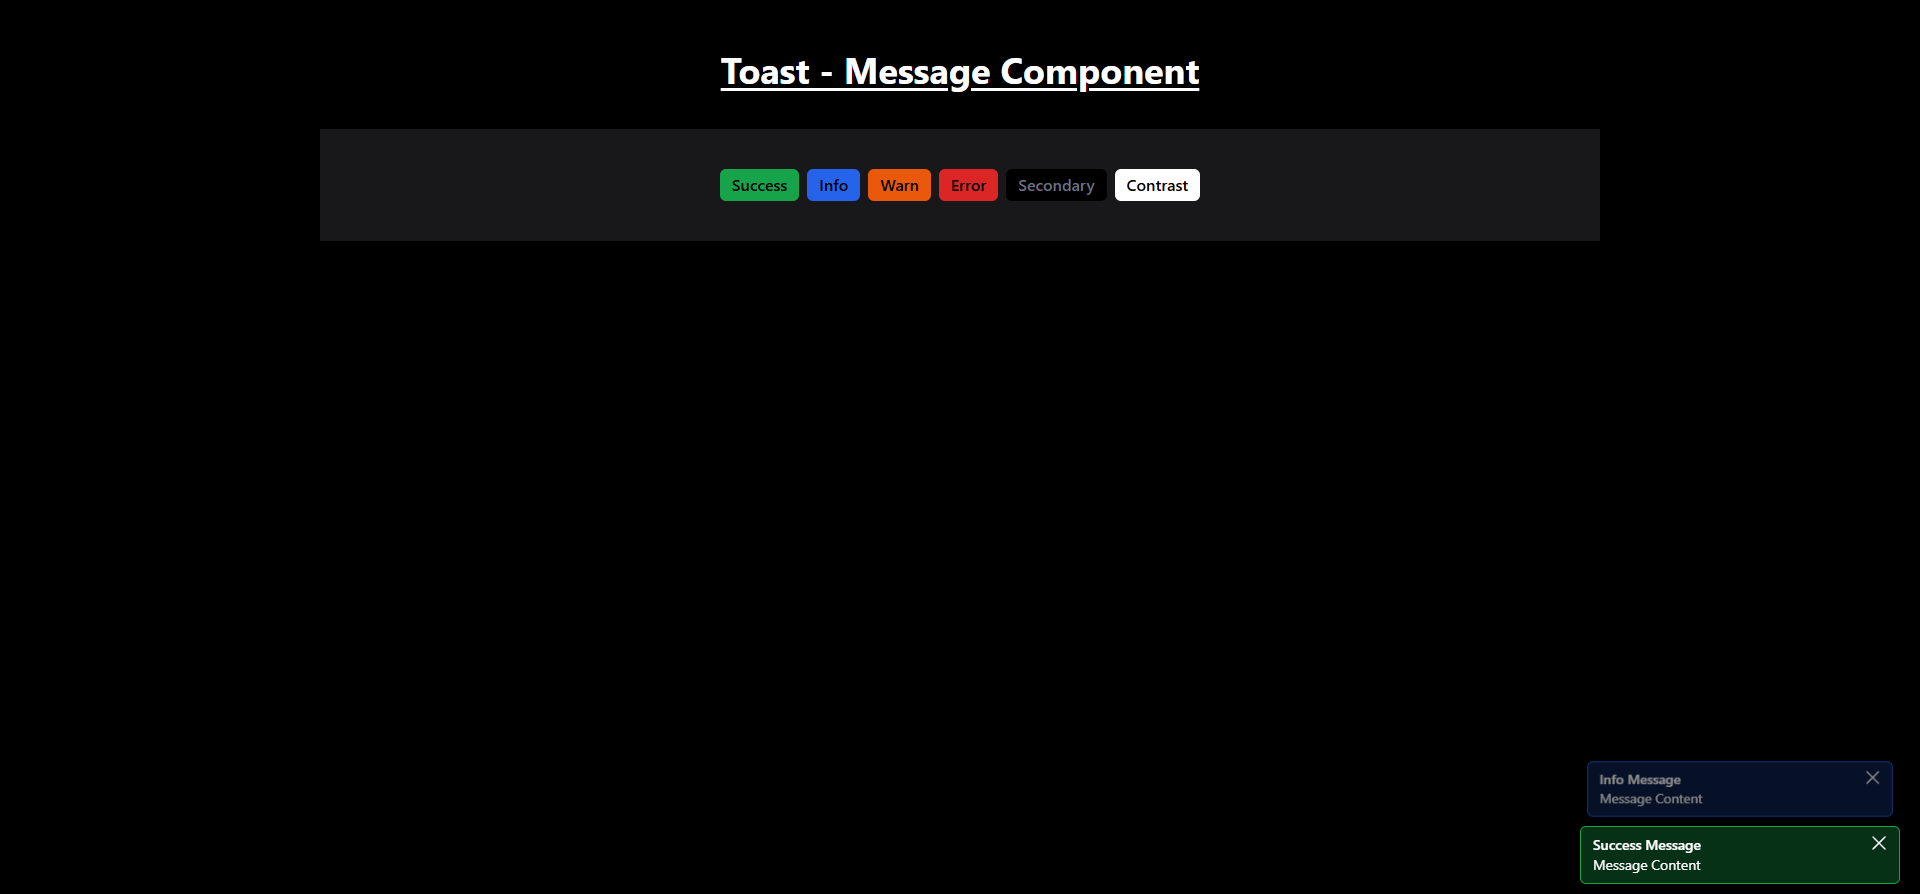 Toast - Message Component
Success Info Warn Error Secondary Contrast
Info Message
Message Content
Success Message
Message Content